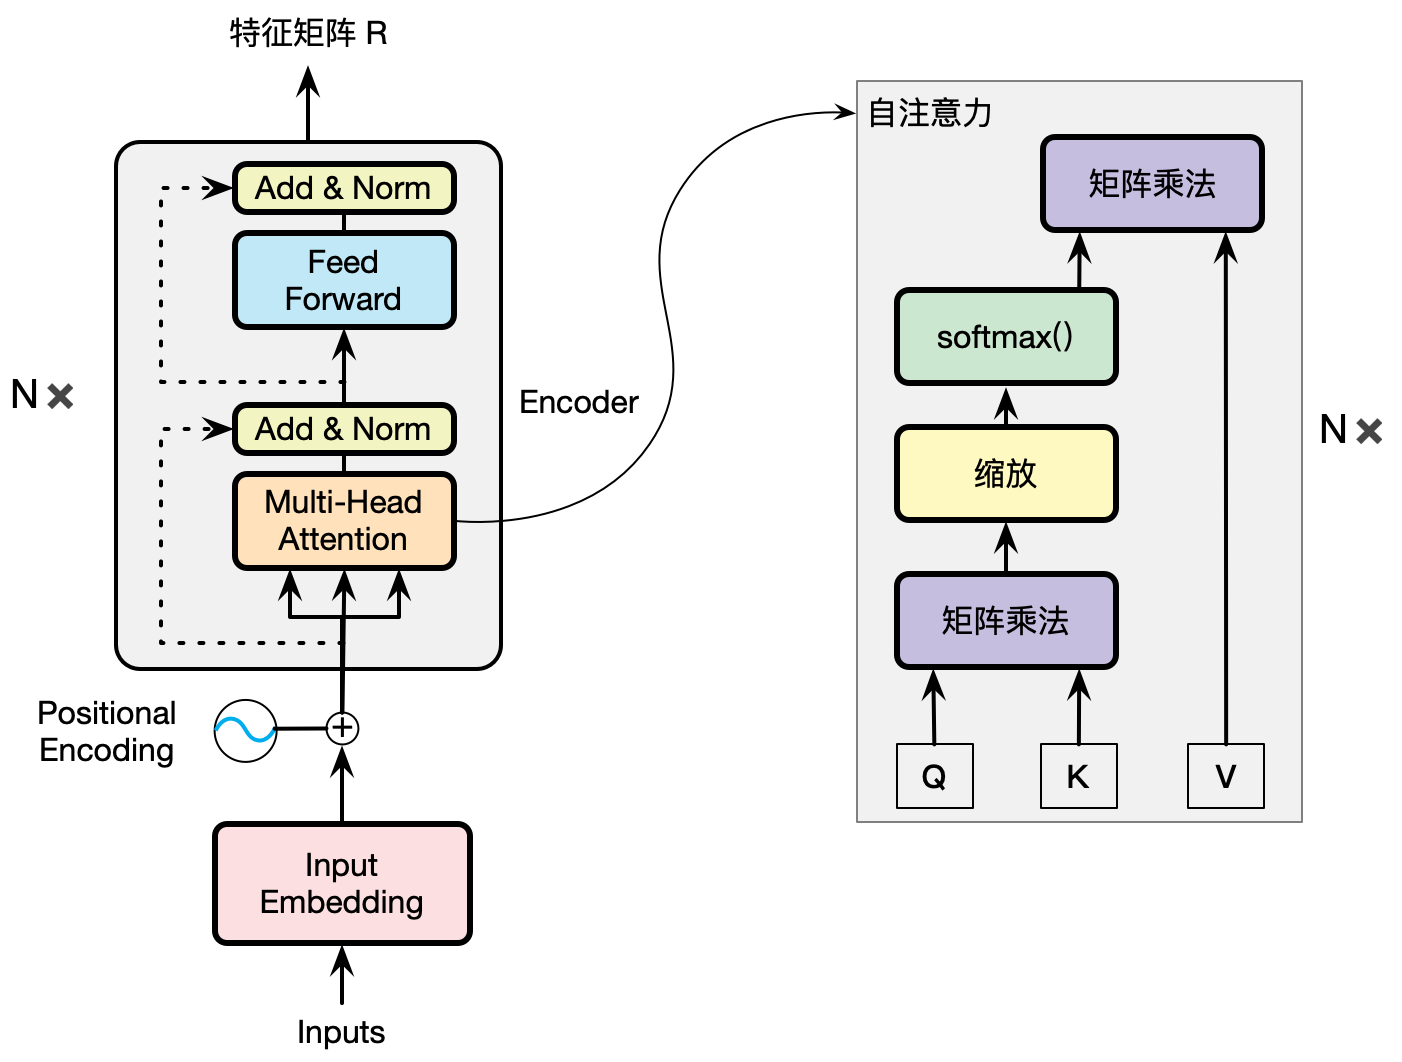 特征矩阵 R
Add & Norm
Feed
Forward
N ✖
Add & Norm
Encoder
Multi-Head
Attention
Positional
Encoding
+
Input
Embedding
Inputs
自注意力
矩阵乘法
softmax()
N ✖
缩放
矩阵乘法
Q
K
V